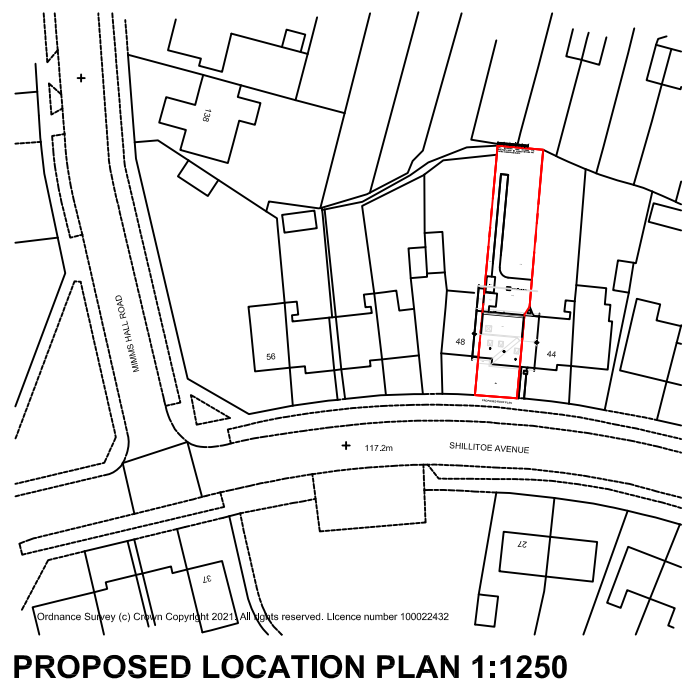 138
MIMMS HALL ROAD
56
48
44
117.2m
SHILLITOE AVENUE
27
37
Ordnance Survey (c) Crown Copyright 2021. All rights reserved. Licence number 100022432
PROPOSED LOCATION PLAN 1:1250